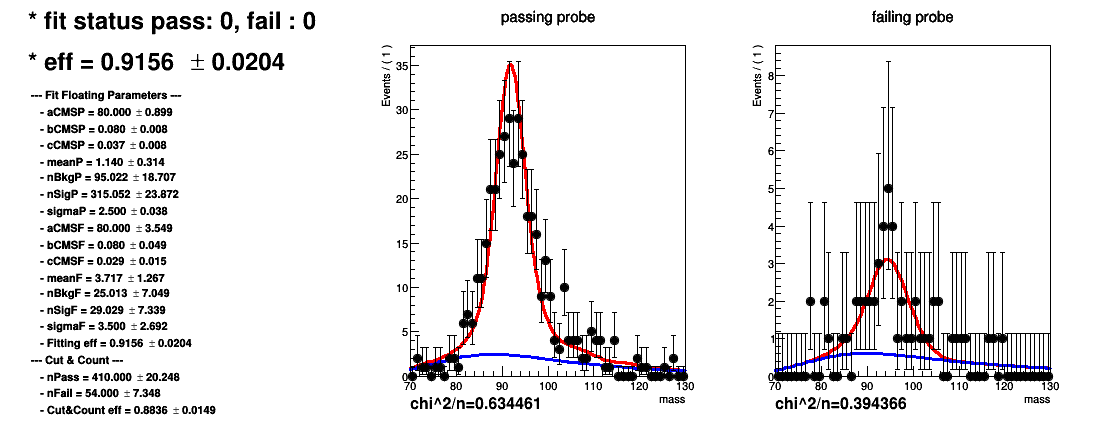 * fit status pass: 0, fail : 0
* eff = 0.9156 ± 0.0204
--- Fit Floating Parameters ---
- aCMSP = 80.000 ± 0.899
- bCMSP = 0.080 ± 0.008
- cCMSP = 0.037 ± 0.008
- meanP = 1.140 ± 0.314
- nBkgP = 95.022 ± 18.707
- nSigP = 315.052 ± 23.872
- sigmaP = 2.500 ± 0.038
- aCMSF = 80.000 ± 3.549
- bCMSF = 0.080 ± 0.049
- cCMSF = 0.029 ± 0.015
- meanF = 3.717 ± 1.267
- nBkgF = 25.013 ± 7.049
- nSigF = 29.029 ± 7.339
- sigmaF = 3.500 ± 2.692
- Fitting eff = 0.9156 ± 0.0204
--- Cut & Count ---
- nPass = 410.000 ± 20.248
- nFail = 54.000 ± 7.348
- Cut&Count eff = 0.8836 ± 0.0149
passing probe
Events / ( 1 )
35
30
25
20
15
10
5
0
70 80 90 100 110 120 130
mass
chi^2/n=0.634461
failing probe
Events / ( 1 )
8
7
6
5
4
3
2
1
0
70 80 90 100 110 120 130
mass
chi^2/n=0.394366